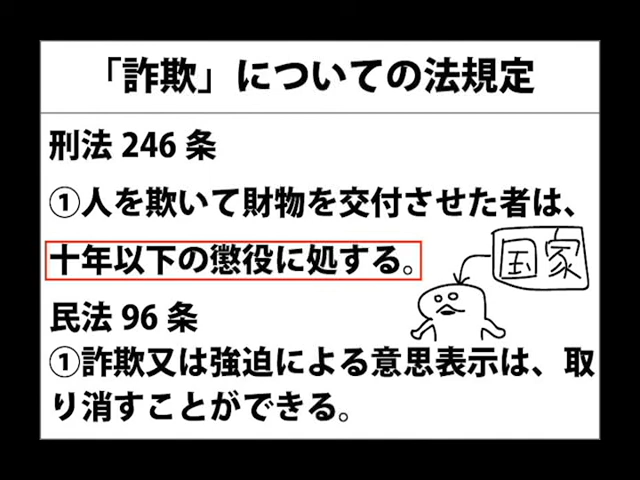 「詐欺」についての法規定
刑法 246 条
①人を欺いて財物を交付させた者は、
十年以下の懲役に処する。
国家
民法 96 条
①詐欺又は強迫による意思表示は、取
り消すことができる。